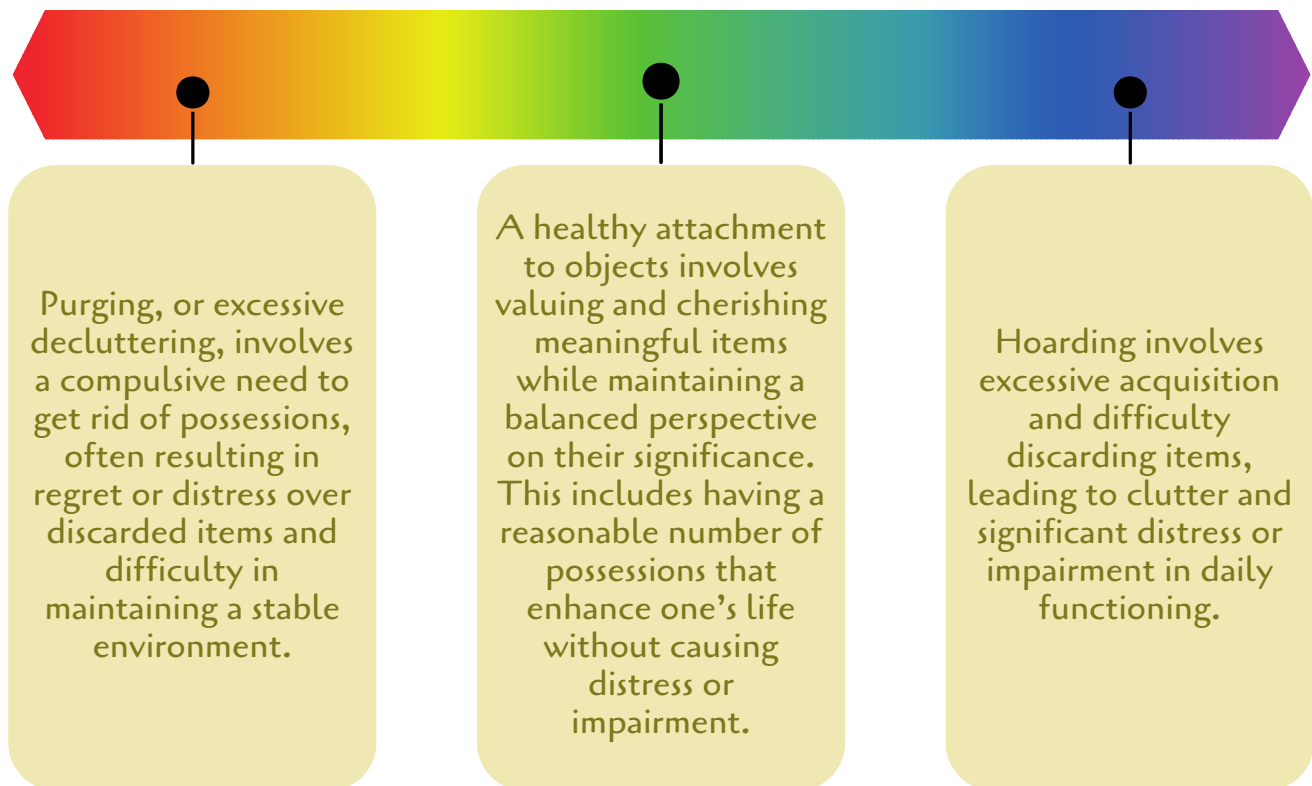 Purging, or excessive
decluttering, involves
a compulsive need to
get rid of possessions,
often resulting in
regret or distress over
discarded items and
difficulty in
maintaining a stable
environment.
A healthy attachment
to objects involves
valuing and cherishing
meaningful items
while maintaining a
balanced perspective
on their significance.
This includes having a
reasonable number of
possessions that
enhance one's life
without causing
distress or
impairment.
Hoarding involves
excessive acquisition
and difficulty
discarding items,
leading to clutter and
significant distress or
impairment in daily
functioning.